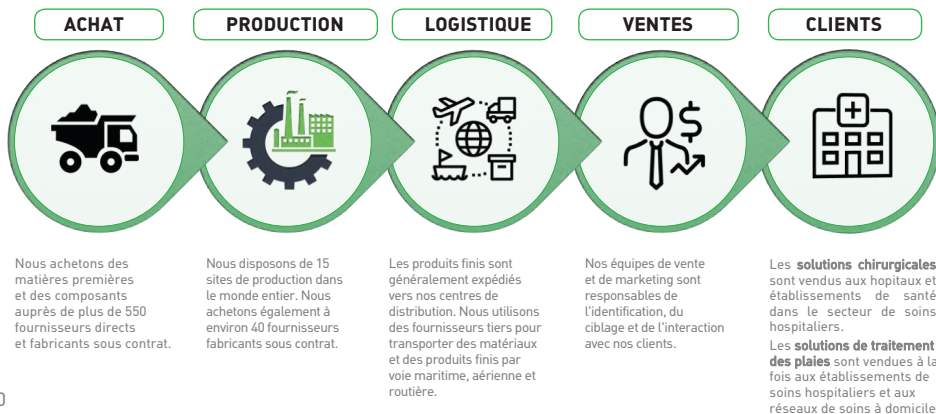 ACHAT
PRODUCTION
LOGISTIQUE
VENTES
CLIENTS
Nous achetons des
matières premières
et des composants
auprès de plus de 550
fournisseurs directs
et fabricants sous contrat.
Nous disposons de 15
sites de production dans
le monde entier. Nous
achetons également à
environ 40 fournisseurs
fabricants sous contrat.
Les produits finis sont
généralement expédiés
vers nos centres de
distribution. Nous utilisons
des fournisseurs tiers pour
transporter des matériaux
et des produits finis par
voie maritime, aérienne et
routière.
Nos équipes de vente
et de marketing sont
responsables de
l'identification, du
ciblage et de l'interaction
avec nos clients.
Les solutions chirurgicales
sont vendus aux hopitaux et
établissements de santé
dans le secteur de soins
hospitaliers.
Les solutions de traitement
des plaies sont vendues à la
fois aux établissements de
soins hospitaliers et aux
réseaux de soins à domicile